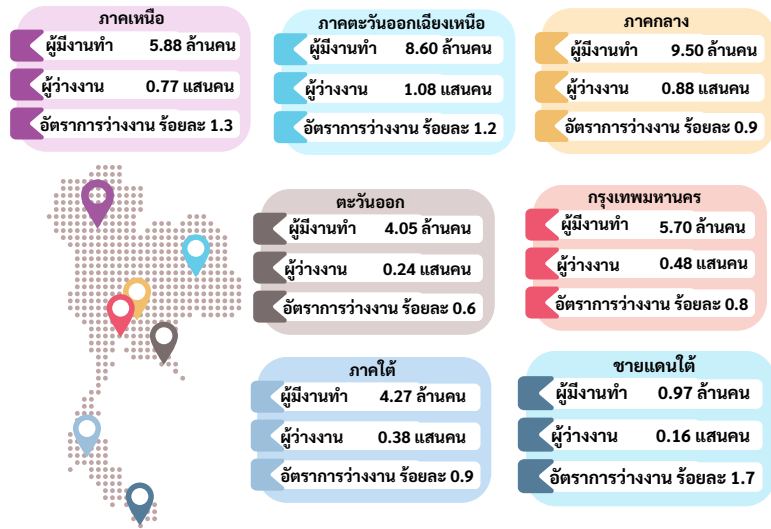 ภาคเหนือ
ผู้มีงานทำ 5.88 ล้านคน
ผู้ว่างงาน 0.77 แสนคน
อัตราการว่างงาน ร้อยละ 1.3
ภาคตะวันออกเฉียงเหนือ
ผู้มีงานทำ 8.60 ล้านคน
ผู้ว่างงาน 1.08 แสนคน
อัตราการว่างงาน ร้อยละ 1.2
ภาคกลาง
ผู้มีงานทำ 9.50 ล้านคน
ผู้ว่างงาน 0.88 แสนคน
อัตราการว่างงาน ร้อยละ 0.9
ตะวันออก
ผู้มีงานทำ 4.05 ล้านคน
ผู้ว่างงาน 0.24 แสนคน
อัตราการว่างงาน ร้อยละ 0.6
กรุงเทพมหานคร
ผู้มีงานทำ 5.70 ล้านคน
ผู้ว่างงาน 0.48 แสนคน
อัตราการว่างงาน ร้อยละ 0.8
ภาคใต้
ผู้มีงานทำ 4.27 ล้านคน
ผู้ว่างงาน 0.38 แสนคน
อัตราการว่างงาน ร้อยละ 0.9
ชายแดนใต้
ผู้มีงานทำ 0.97 ล้านคน
ผู้ว่างงาน 0.16 แสนคน
อัตราการว่างงาน ร้อยละ 1.7